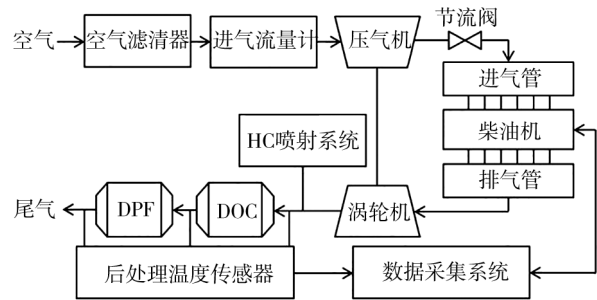 节流阀
空气
空气滤清器
进气流量计
压气机
进气管
柴油机
HC喷射系统
排气管
尾气
DPF
DOC
涡轮机
后处理温度传感器
数据采集系统